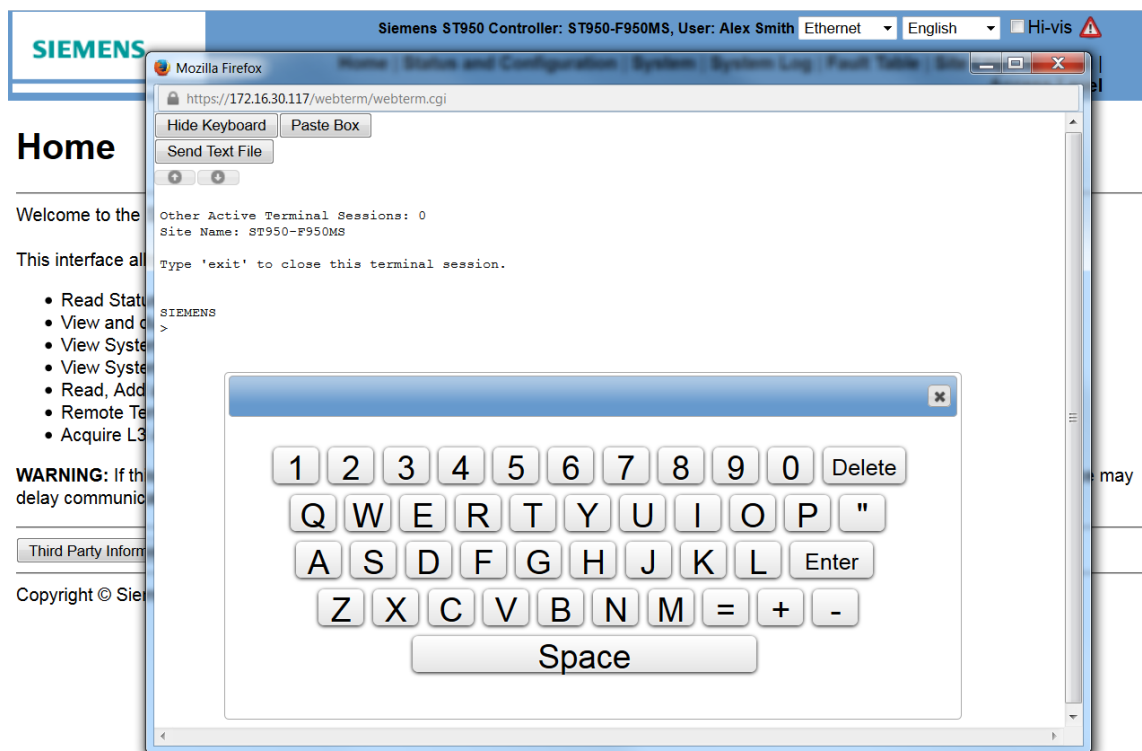 Siemens ST950 Controller: ST950-F950MS, User: Alex Smith Ethernet English Hi-vis
SIEMENS
Mozilla Firefox
Home | Status and Configuration | System | System Log | Fault Table | Site
https://172.16.30.117/webterm/webterm.cgi
Hide Keyboard Paste Box
Send Text File
Home
Welcome to the
This interface all
• Read Statu
• View and
• View Syste
• View Syste
• Read, Add
• Remote Te
• Acquire L3
WARNING: If th
may
delay communic
Third Party Inform
Copyright © Sie
Other Active Terminal Sessions: 0
Site Name: ST950-F950MS
Type 'exit' to close this terminal session.
SIEMENS
>
1 2 3 4 5 6 7 8 9 0 Delete
Q W E R T Y U I O P "
A S D F G H J K L Enter
Z X C V B N M = + -
Space